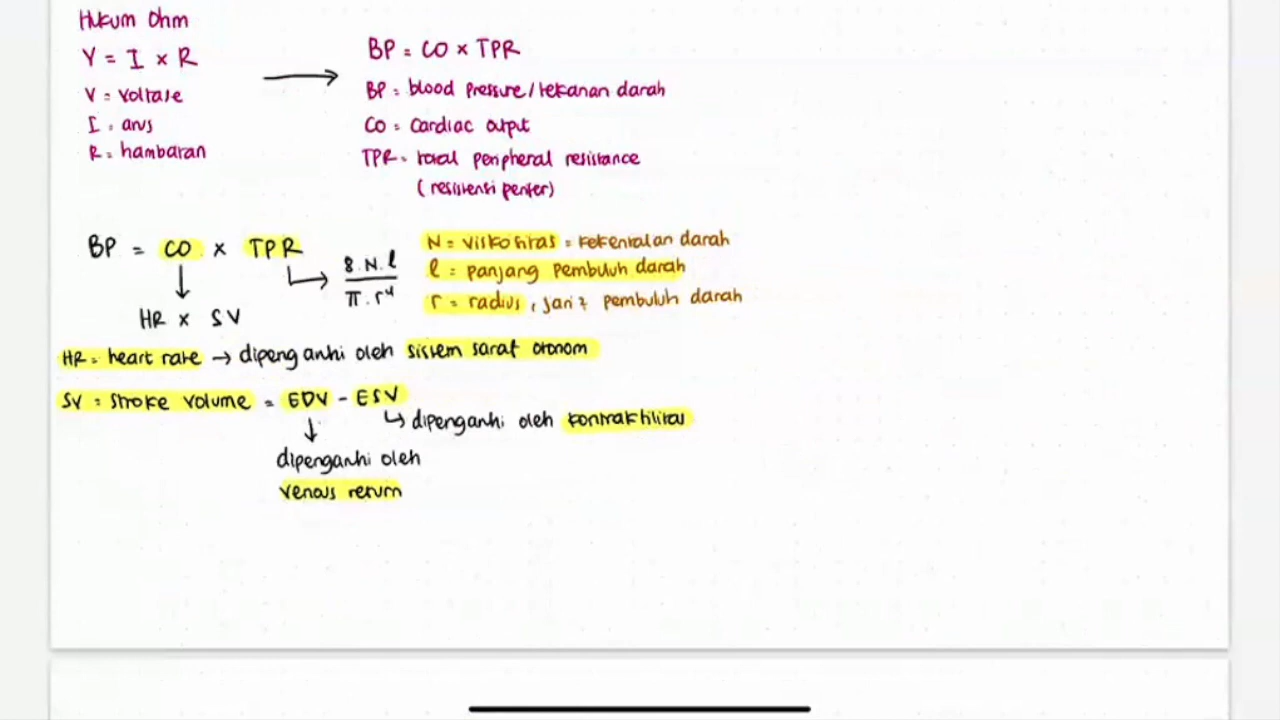 Hukum Ohm
V = I × R
V = voltase
I = arus
R = hambatan
→
BP = CO × TPR
BP = blood pressure/tekanan darah
CO = cardiac output
TPR = total peripheral resistance
(resistensi perifer)
BP = CO × TPR
HR × SV
8.N.l
π.r⁴
N = viskositas = kekentalan darah
l = panjang pembuluh darah
r = radius, jari² pembuluh darah
HR = heart rate → dipengaruhi oleh sistem saraf otonom
SV = stroke volume = EDV - ESV
↳ dipengaruhi oleh kontraktilitas
dipengaruhi oleh
venous return